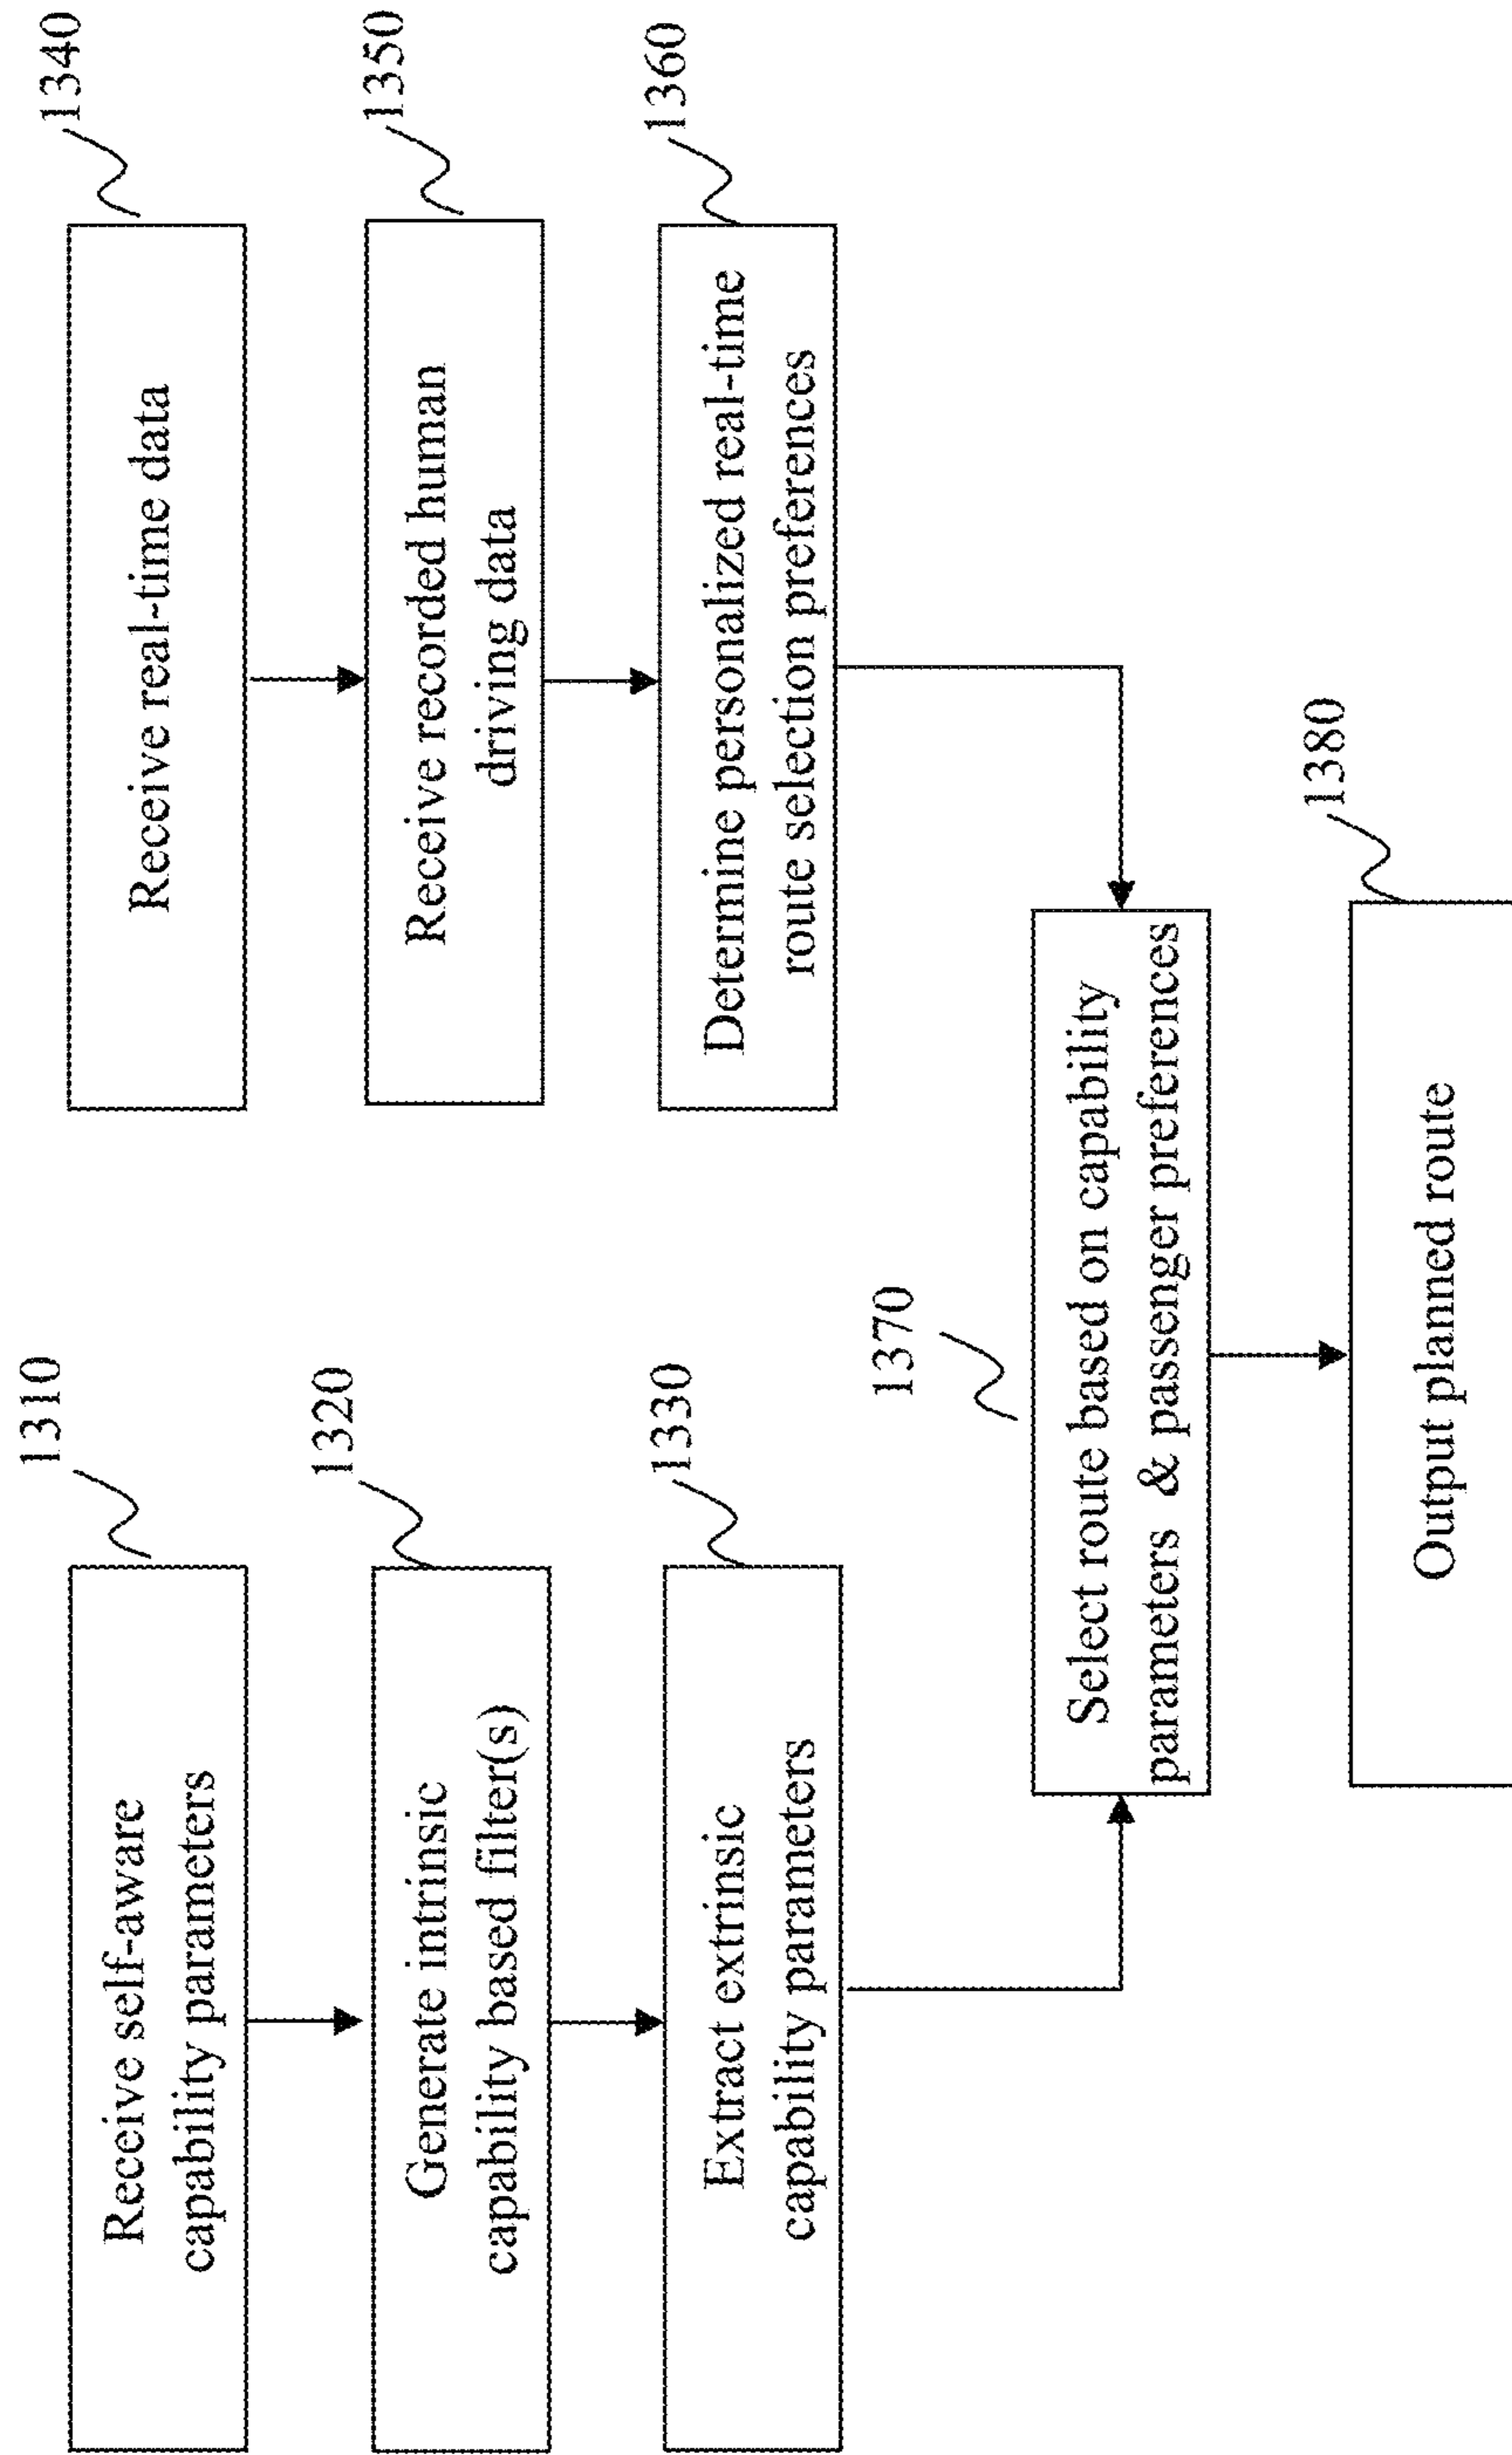 1310
Receive self-aware
capability parameters
1320
Generate intrinsic
capability based filter(s)
1330
Extract extrinsic
capability parameters
1340
Receive real-time data
1350
Receive recorded human
driving data
1360
Determine personalized real-time
route selection preferences
1370
Select route based on capability
parameters & passenger preferences
1380
Output planned route